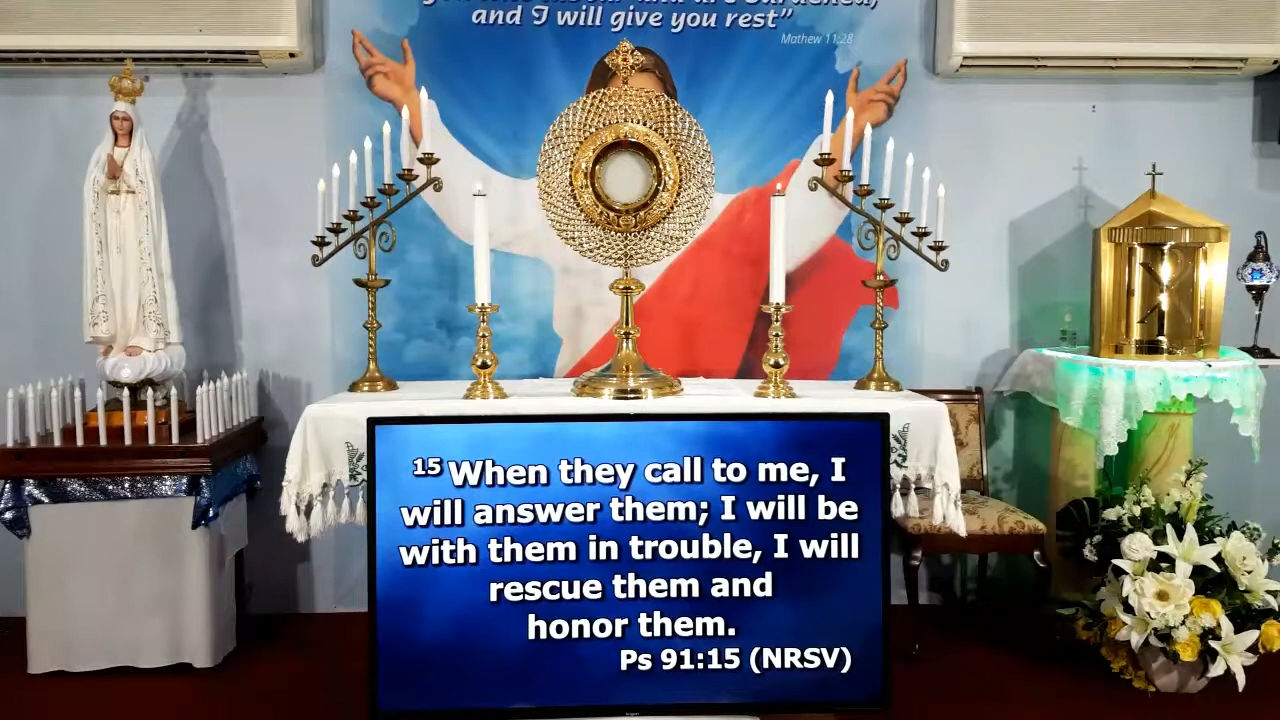 and I will give you rest”
Mathew 11:28
15 When they call to me, I
will answer them; I will be
with them in trouble, I will
rescue them and
honor them.
Ps 91:15 (NRSV)